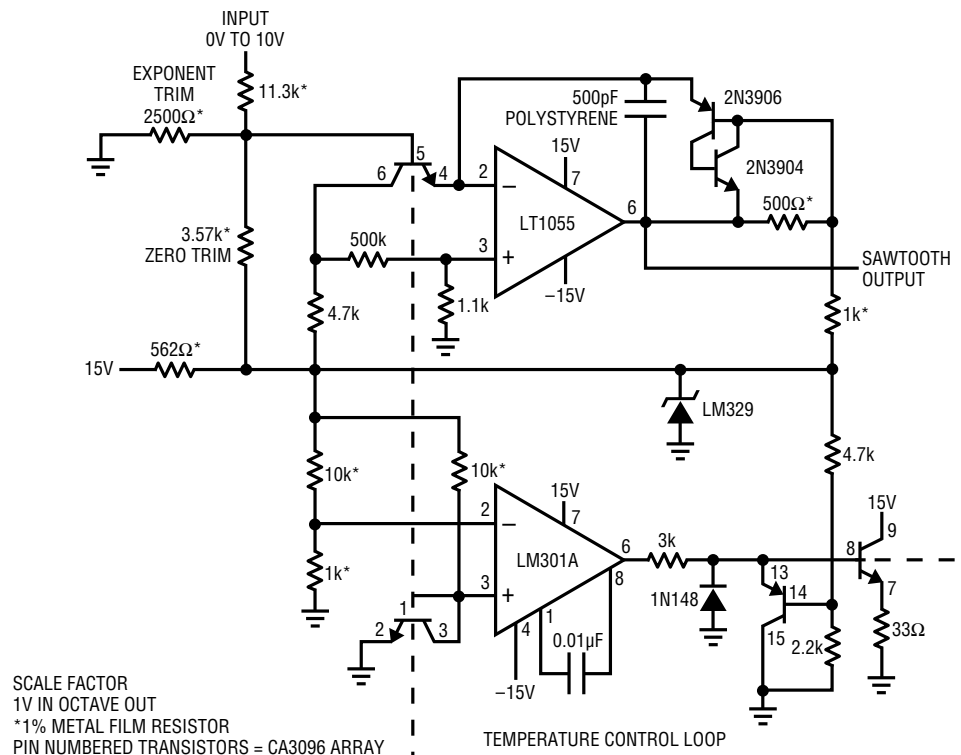 INPUT
0V TO 10V
EXPONENT
TRIM
2500Ω*
11.3k*
500pF
POLYSTYRENE
2N3906
2N3904
15V
7
5
6
4
2
–
LT1055
6
500Ω*
3.57k*
ZERO TRIM
500k
3
+
–15V
SAWTOOTH
OUTPUT
4.7k
1.1k
1k*
562Ω*
15V
LM329
10k*
10k*
4.7k
15V
7
2
–
15V
9
LM301A
6
3k
8
8
1k*
3
+
13
14
7
1N148
1
4
1
0.01µF
15
2.2k
33Ω
2
3
–15V
SCALE FACTOR
1V IN OCTAVE OUT
*1% METAL FILM RESISTOR
PIN NUMBERED TRANSISTORS = CA3096 ARRAY
TEMPERATURE CONTROL LOOP